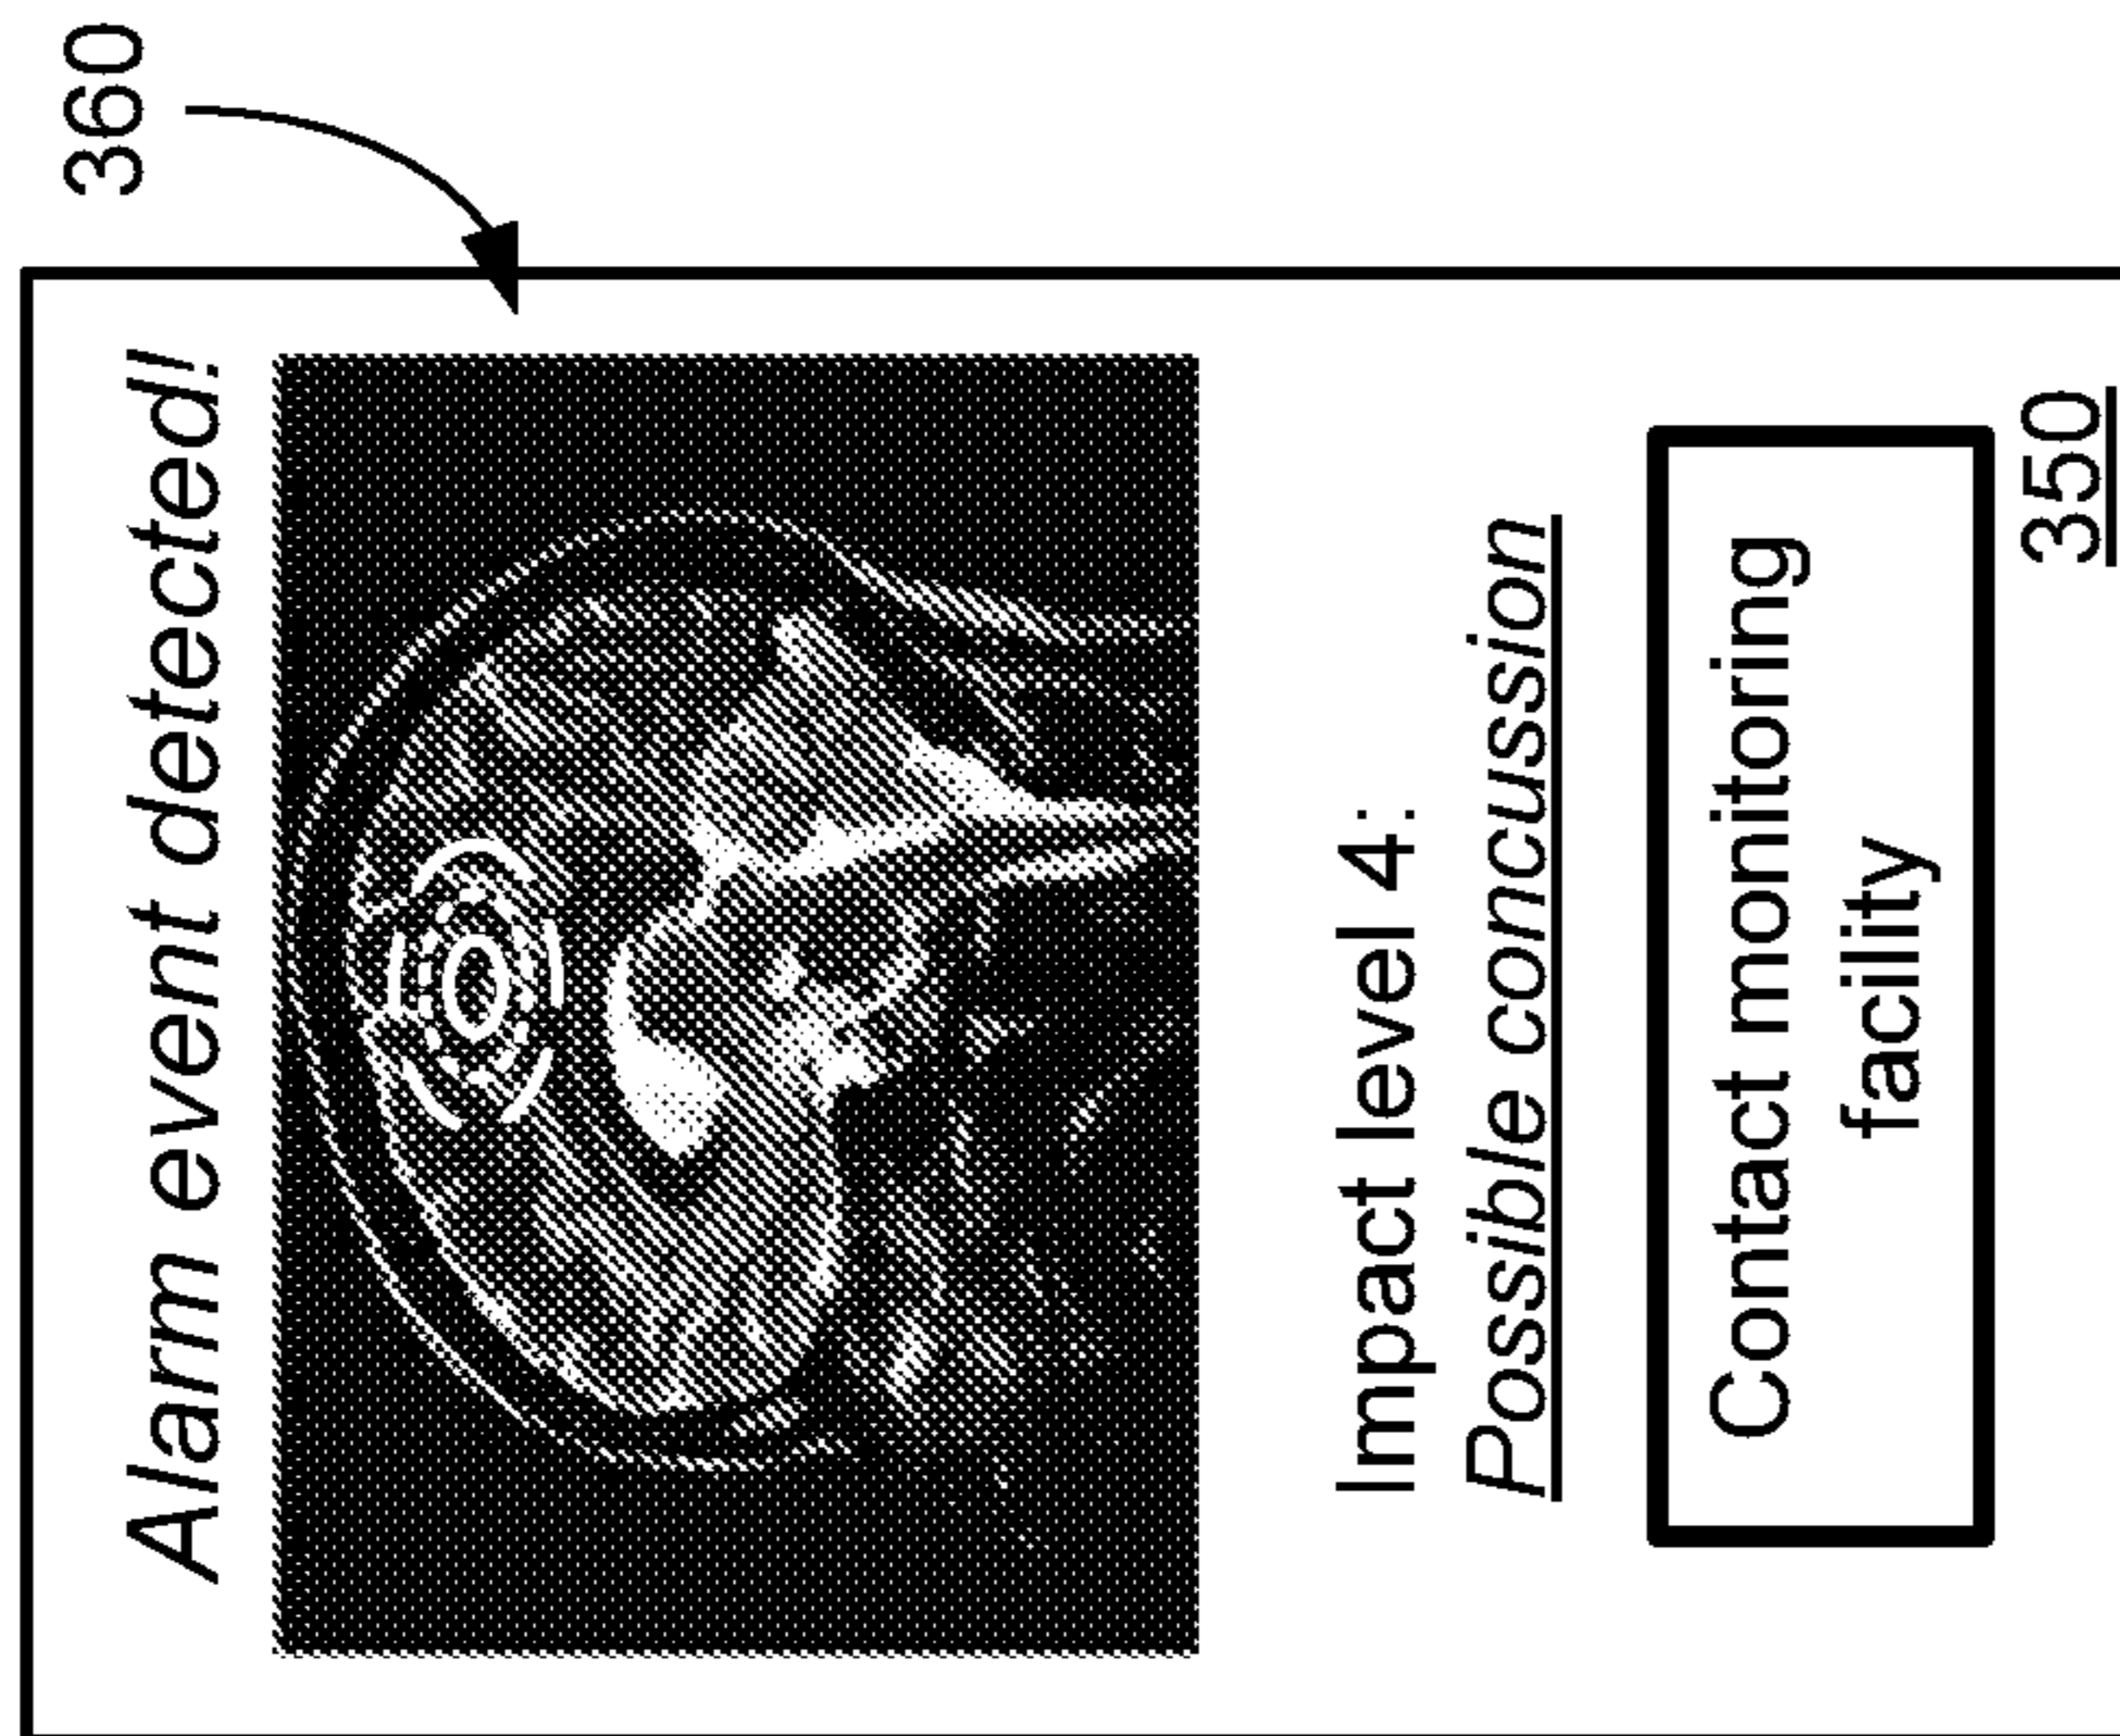 360
Alarm event detected!
Impact level 4:
Possible concussion
Contact monitoring
facility
350